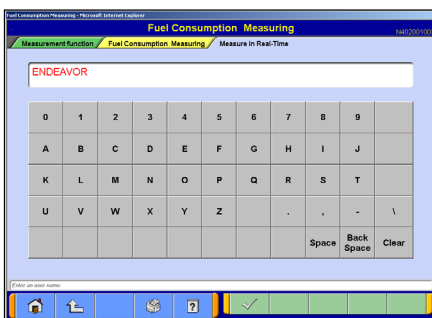 Fuel Consumption Measuring - Microsoft Internet Explorer
Fuel Consumption Measuring
N40200100
Measurement function Fuel Consumption Measuring Measure in Real-Time
ENDEAVOR
0 1 2 3 4 5 6 7 8 9
A B C D E F G H I J
K L M N O P Q R S T
U V W X Y Z . , - \
Space Back Space Clear
Enter an user name
?